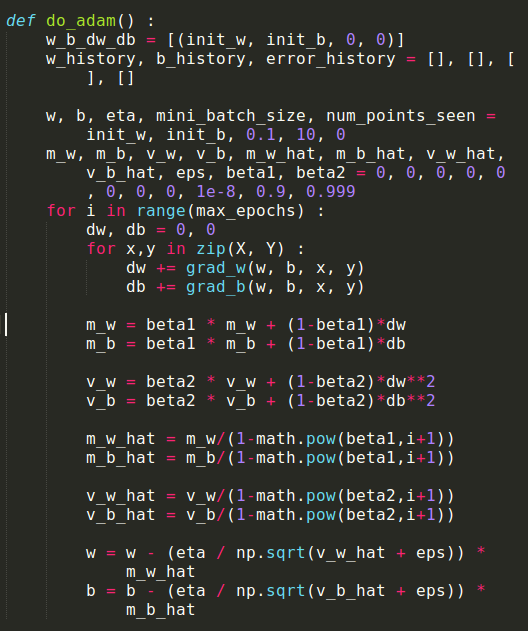 def do_adam() :
w_b_dw_db = [(init_w, init_b, 0, 0)]
w_history, b_history, error_history = [], [], [
], []
w, b, eta, mini_batch_size, num_points_seen =
init_w, init_b, 0.1, 10, 0
m_w, m_b, v_w, v_b, m_w_hat, m_b_hat, v_w_hat,
v_b_hat, eps, beta1, beta2 = 0, 0, 0, 0, 0
, 0, 0, 0, 1e-8, 0.9, 0.999
for i in range(max_epochs) :
dw, db = 0, 0
for x,y in zip(X, Y) :
dw += grad_w(w, b, x, y)
db += grad_b(w, b, x, y)
m_w = beta1 * m_w + (1-beta1)*dw
m_b = beta1 * m_b + (1-beta1)*db
v_w = beta2 * v_w + (1-beta2)*dw**2
v_b = beta2 * v_b + (1-beta2)*db**2
m_w_hat = m_w/(1-math.pow(beta1,i+1))
m_b_hat = m_b/(1-math.pow(beta1,i+1))
v_w_hat = v_w/(1-math.pow(beta2,i+1))
v_b_hat = v_b/(1-math.pow(beta2,i+1))
w = w - (eta / np.sqrt(v_w_hat + eps)) *
m_w_hat
b = b - (eta / np.sqrt(v_b_hat + eps)) *
m_b_hat